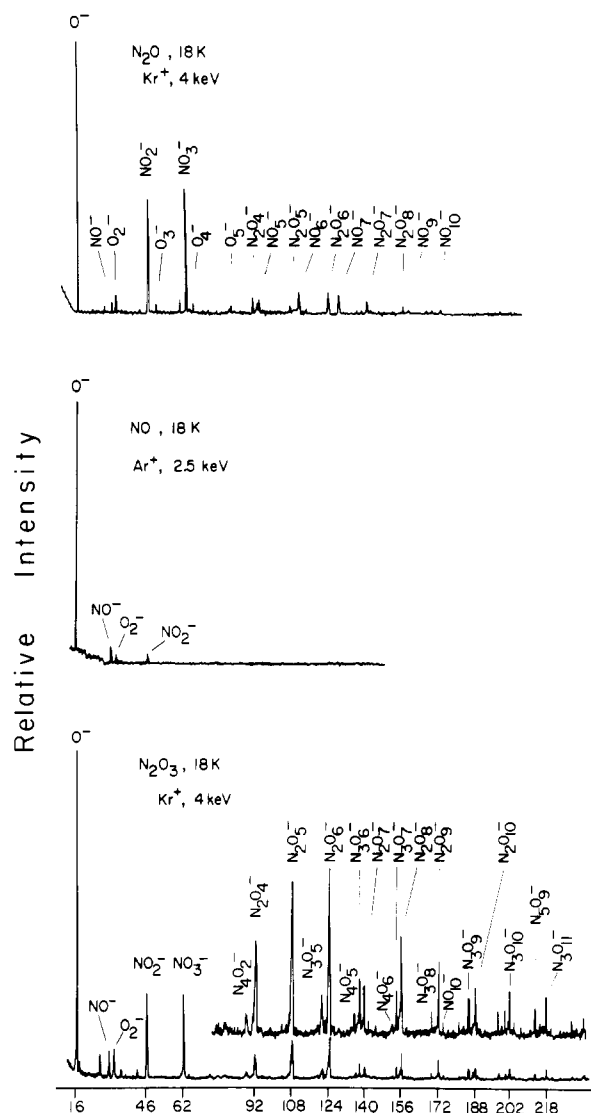 O⁻
N₂O, 18K
Kr⁺, 4 keV
NO⁻
O₂⁻
NO₂⁻
O₃⁻
NO₃⁻
O₄⁻
O₅⁻
N₂O₄⁻
NO₅⁻
N₂O₅⁻
NO₆⁻
N₂O₆⁻
NO₇⁻
N₂O₇⁻
N₂O₈⁻
NO₉⁻
NO₁₀⁻
O⁻
NO, 18K
Ar⁺, 2.5 keV
NO⁻
O₂⁻
NO₂⁻
Relative Intensity
O⁻
N₂O₃, 18K
Kr⁺, 4 keV
NO⁻
O₂⁻
NO₂⁻
NO₃⁻
N₄O₂⁻
N₂O₄⁻
N₂O₅⁻
N₃O₅⁻
N₂O₆⁻
N₄O₅⁻
N₃O₆⁻
N₂O₇⁻
N₄O₆⁻
N₃O₇⁻
N₂O₈⁻
N₃O₈⁻
N₂O₉⁻
NO₁₀⁻
N₃O₉⁻
N₂O₁₀⁻
N₃O₁₀⁻
N₅O₉⁻
N₃O₁₁⁻
16 46 62 92 108 124 140 156 172 188 202 218